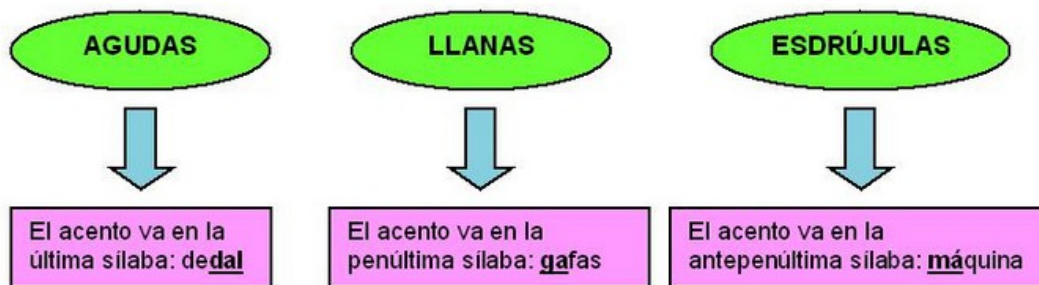 AGUDAS
LLANAS
ESDRÚJULAS
El acento va en la
última sílaba: dedal
El acento va en la
penúltima sílaba: gafas
El acento va en la
antepenúltima sílaba: máquina